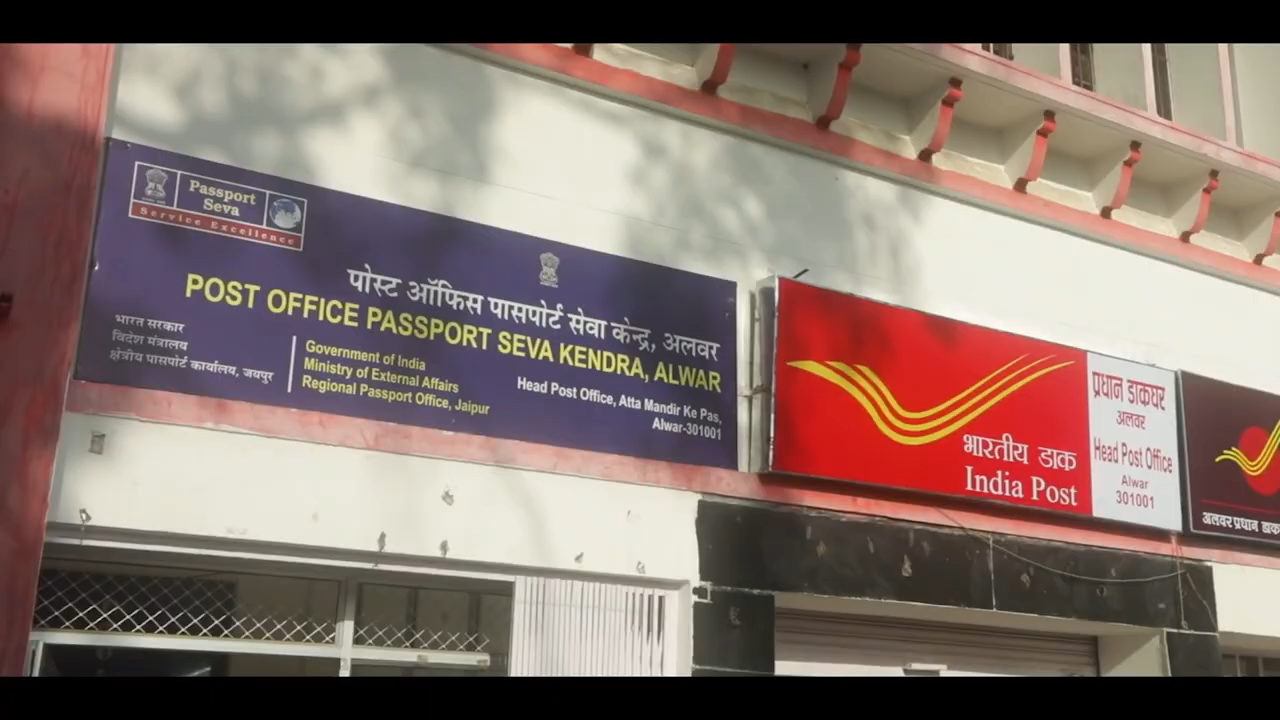 Passport
Seva
Service Excellence
पोस्ट ऑफिस पासपोर्ट सेवा केन्द्र, अलवर
POST OFFICE PASSPORT SEVA KENDRA, ALWAR
भारत सरकार
विदेश मंत्रालय
क्षेत्रीय पासपोर्ट कार्यालय, जयपुर
Government of India
Ministry of External Affairs
Regional Passport Office, Jaipur
Head Post Office, Atta Mandir Ke Pas,
Alwar-301001
भारतीय डाक
India Post
प्रधान डाकघर
अलवर
Head Post Office
Alwar
301001
अलवर प्रधान